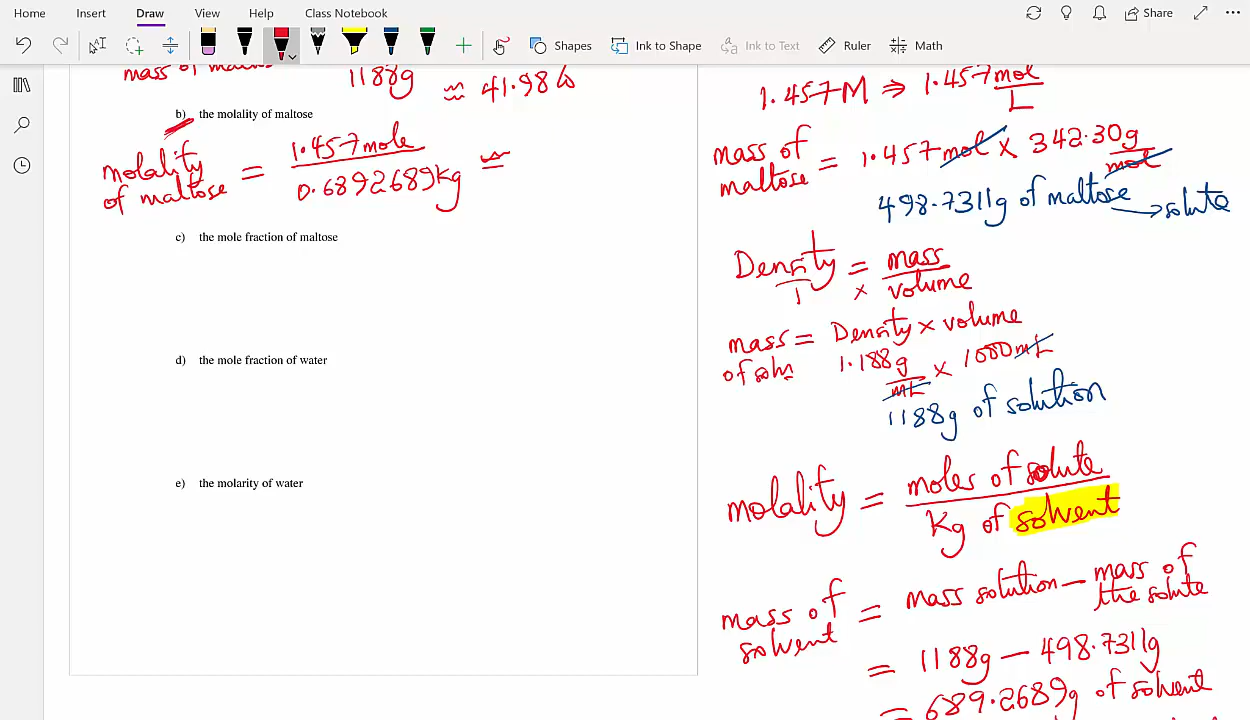 Home Insert Draw View Help Class Notebook Share
Shapes Ink to Shape Ink to Text Ruler Math
1188g ≈ 41.98%
b) the molality of maltose
molality of maltose = 1.457mole / 0.6892689kg ≈
c) the mole fraction of maltose
d) the mole fraction of water
e) the molarity of water
1.457M ⇒ 1.457 mol / L
mass of maltose = 1.457 mol × 342.30g / mol
498.7311g of maltose → solute
Density / 1 × = mass / volume
mass of soln = Density × volume
1.188g / mL × 1000mL
1188g of solution
molality = moles of solute / Kg of solvent
mass of solvent = mass solution – mass of the solute
= 1188g – 498.7311g
= 689.2689g of solvent